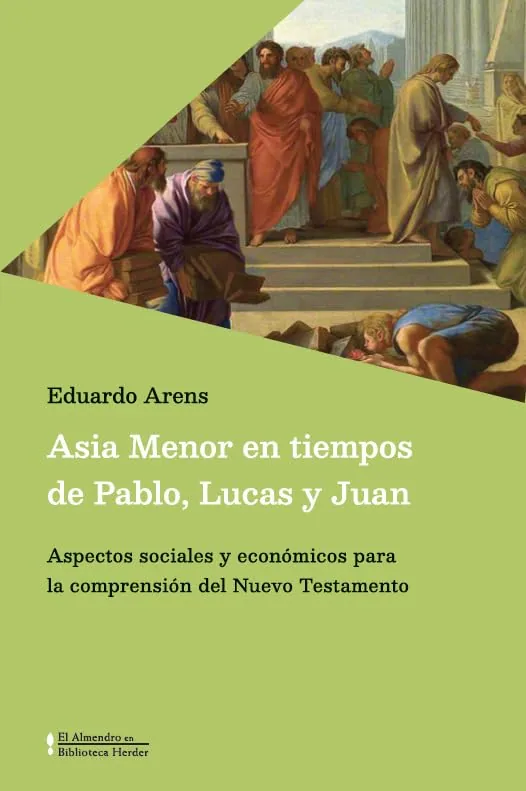 Eduardo Arens
Asia Menor en tiempos
de Pablo, Lucas y Juan
Aspectos sociales y económicos para
la comprensión del Nuevo Testamento
El Almendro en
Biblioteca Herder